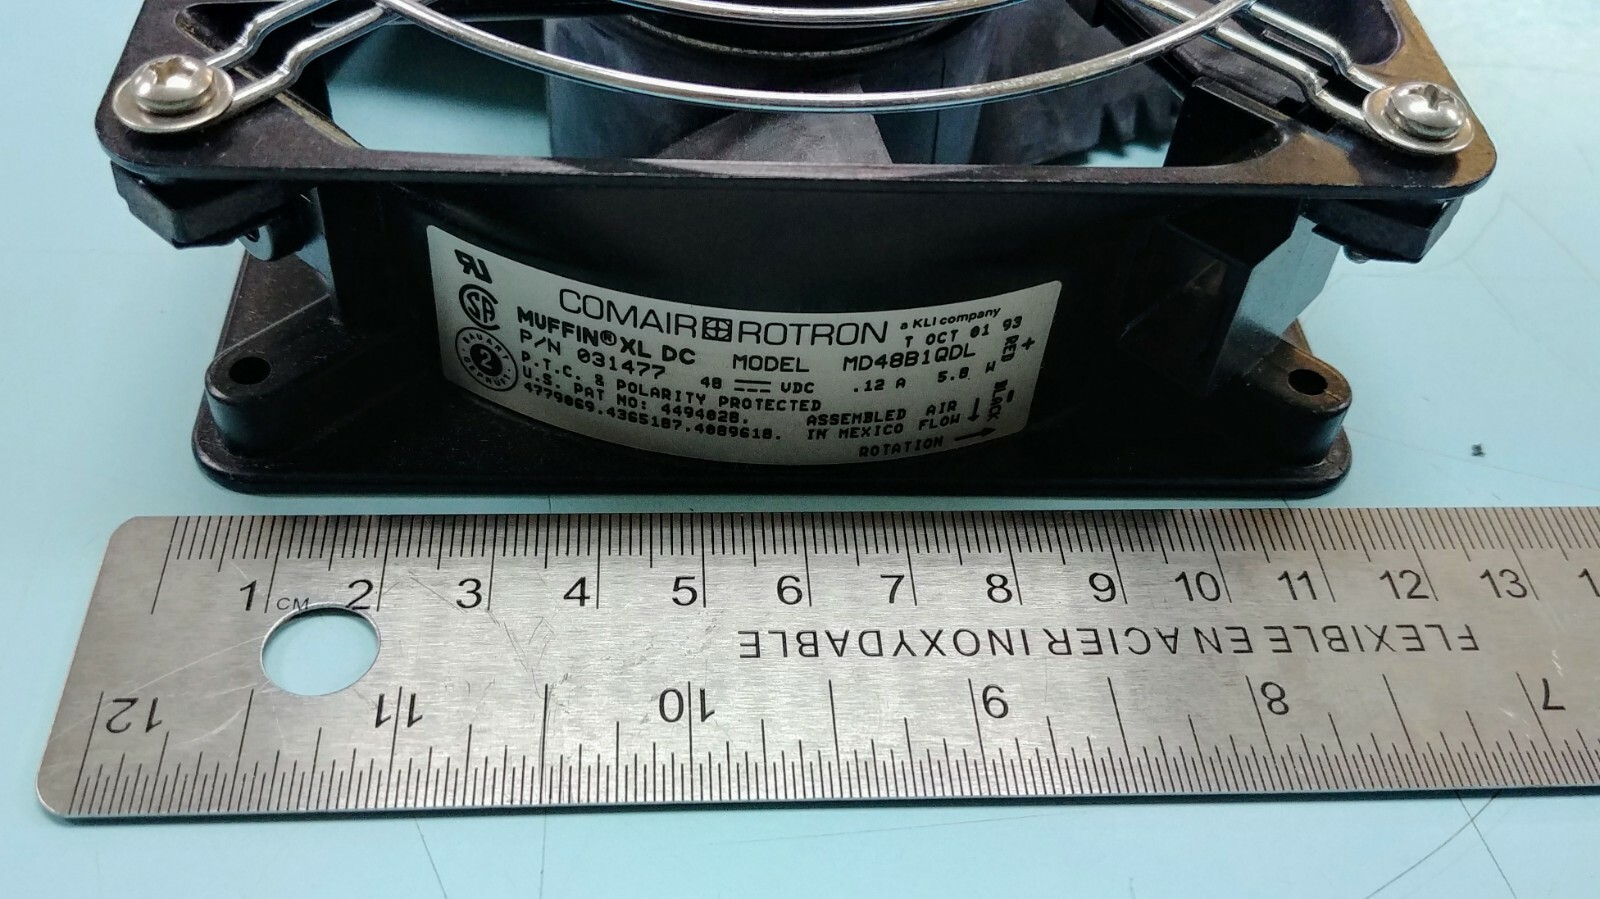 COMAIR ROTRON a KLI company
MUFFIN® XL DC T OCT 01 93
P/N 031477 MODEL MD48B1QDL
48 VDC .12 A 5.8 W
P.T.C. & POLARITY PROTECTED
U.S. PAT NO: 4494028.
4779069.4365187.4009618.
ASSEMBLED
IN MEXICO
AIR
FLOW
ROTATION
RED +
BLACK
2
1 CM 2 3 4 5 6 7 8 9 10 11 12 13
FLEXIBLE EN ACIER INOXYDABLE
12 11 10 9 8 7